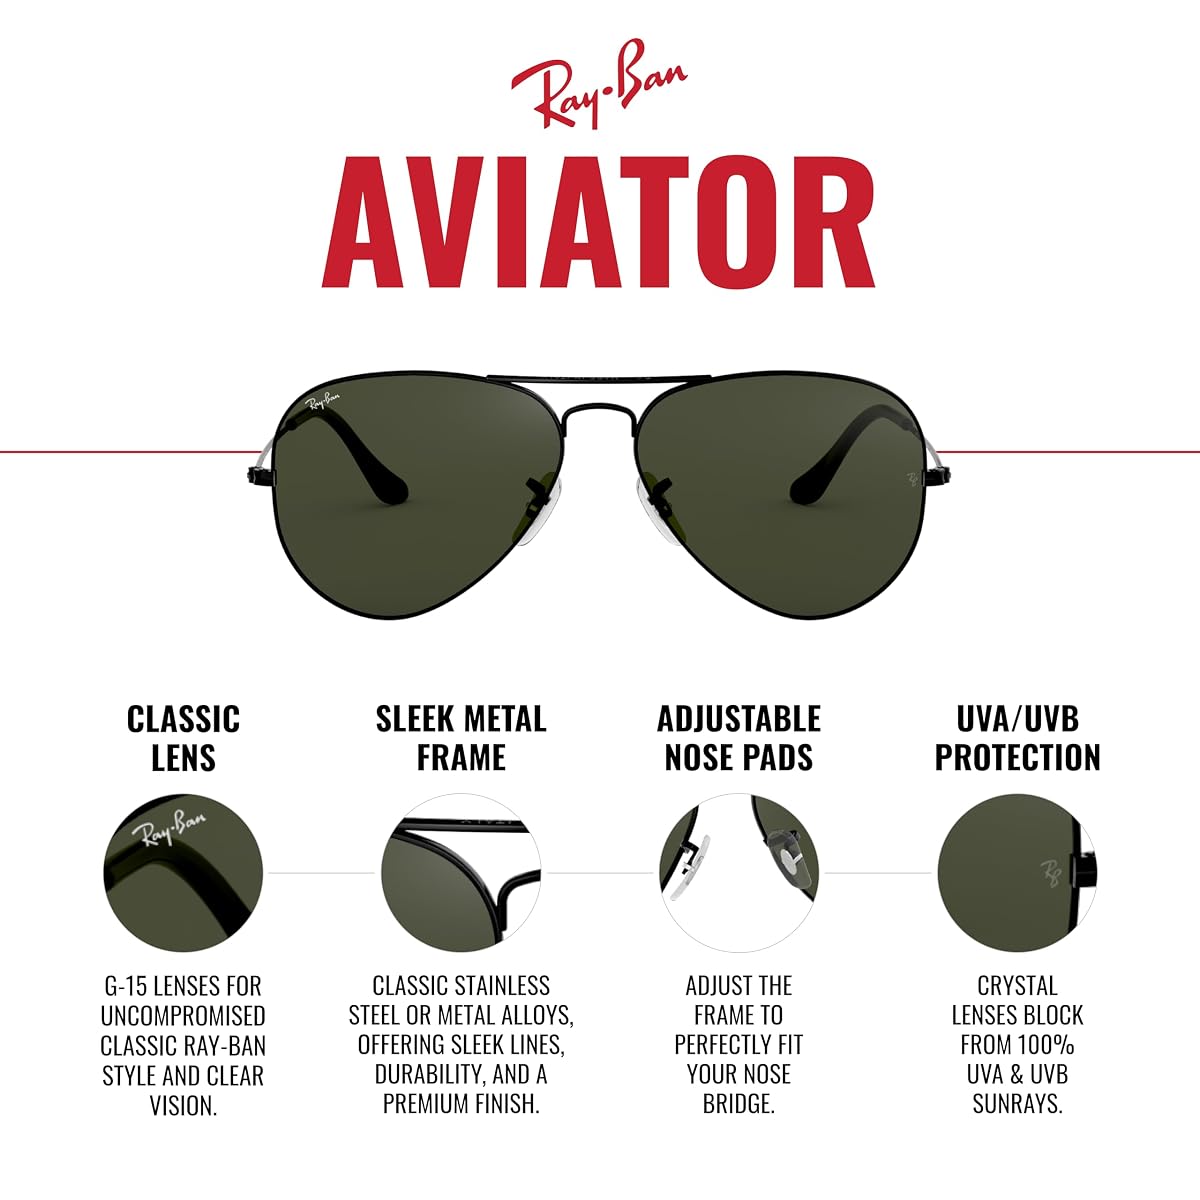 Ray-Ban
AVIATOR
Ray-Ban
RB
CLASSIC
LENS
Ray-Ban
G-15 LENSES FOR
UNCOMPROMISED
CLASSIC RAY-BAN
STYLE AND CLEAR
VISION.
SLEEK METAL
FRAME
CLASSIC STAINLESS
STEEL OR METAL ALLOYS,
OFFERING SLEEK LINES,
DURABILITY, AND A
PREMIUM FINISH.
ADJUSTABLE
NOSE PADS
ADJUST THE
FRAME TO
PERFECTLY FIT
YOUR NOSE
BRIDGE.
UVA/UVB
PROTECTION
RB
CRYSTAL
LENSES BLOCK
FROM 100%
UVA & UVB
SUNRAYS.